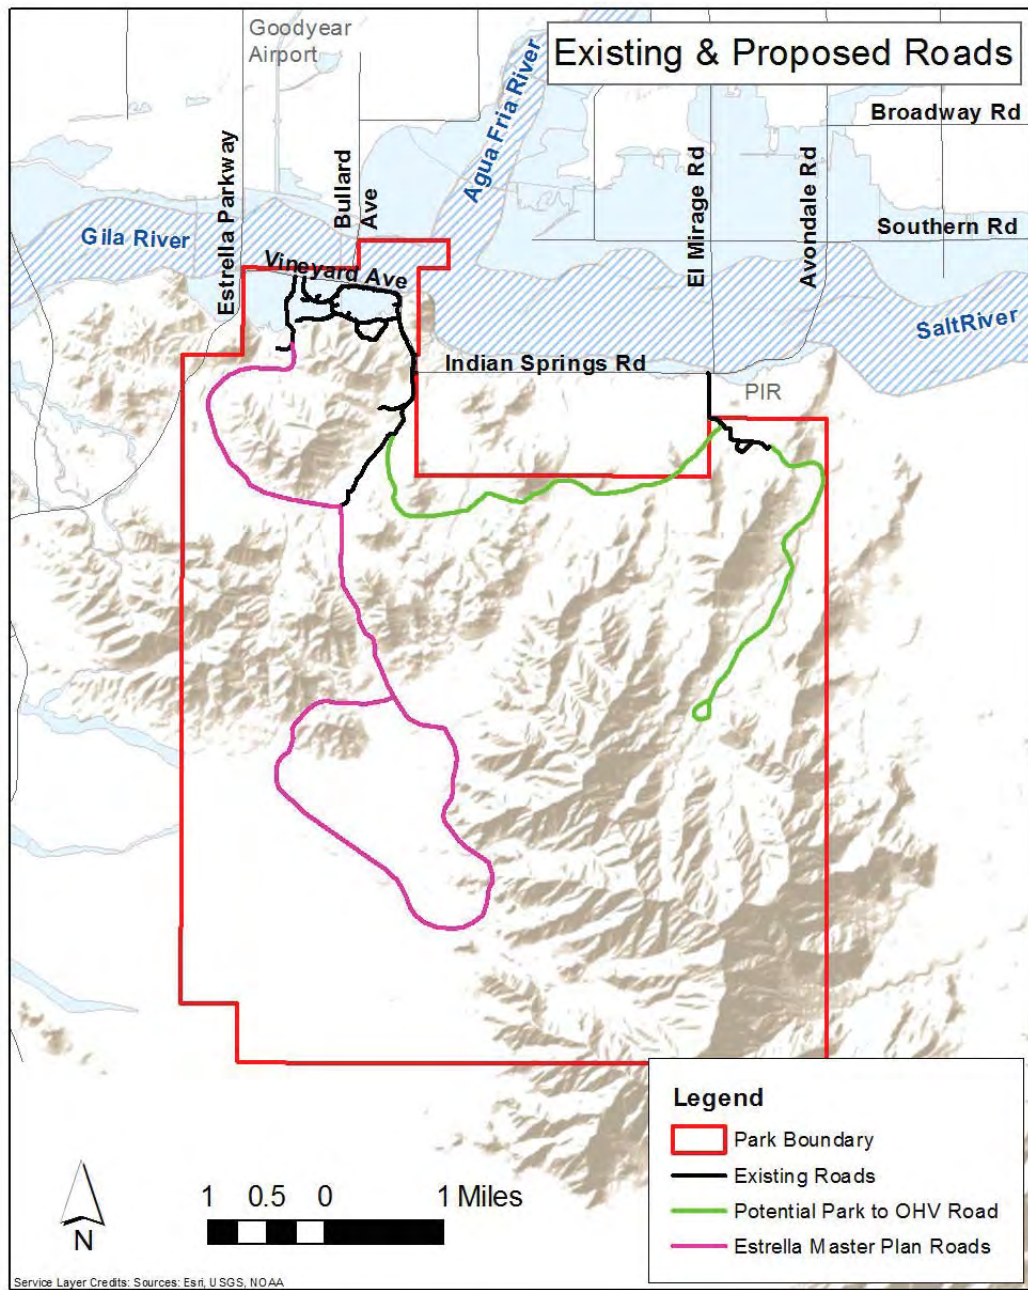 Goodyear
Airport
Existing & Proposed Roads
Agua Fria River
Broadway Rd
Estrella Parkway
Bullard
Ave
El Mirage Rd
Avondale Rd
Gila River
Southern Rd
Vineyard Ave
SaltRiver
Indian Springs Rd
PIR
Legend
Park Boundary
Existing Roads
Potential Park to OHV Road
Estrella Master Plan Roads
N
1 0.5 0 1 Miles
Service Layer Credits: Sources: Esri, USGS, NOAA